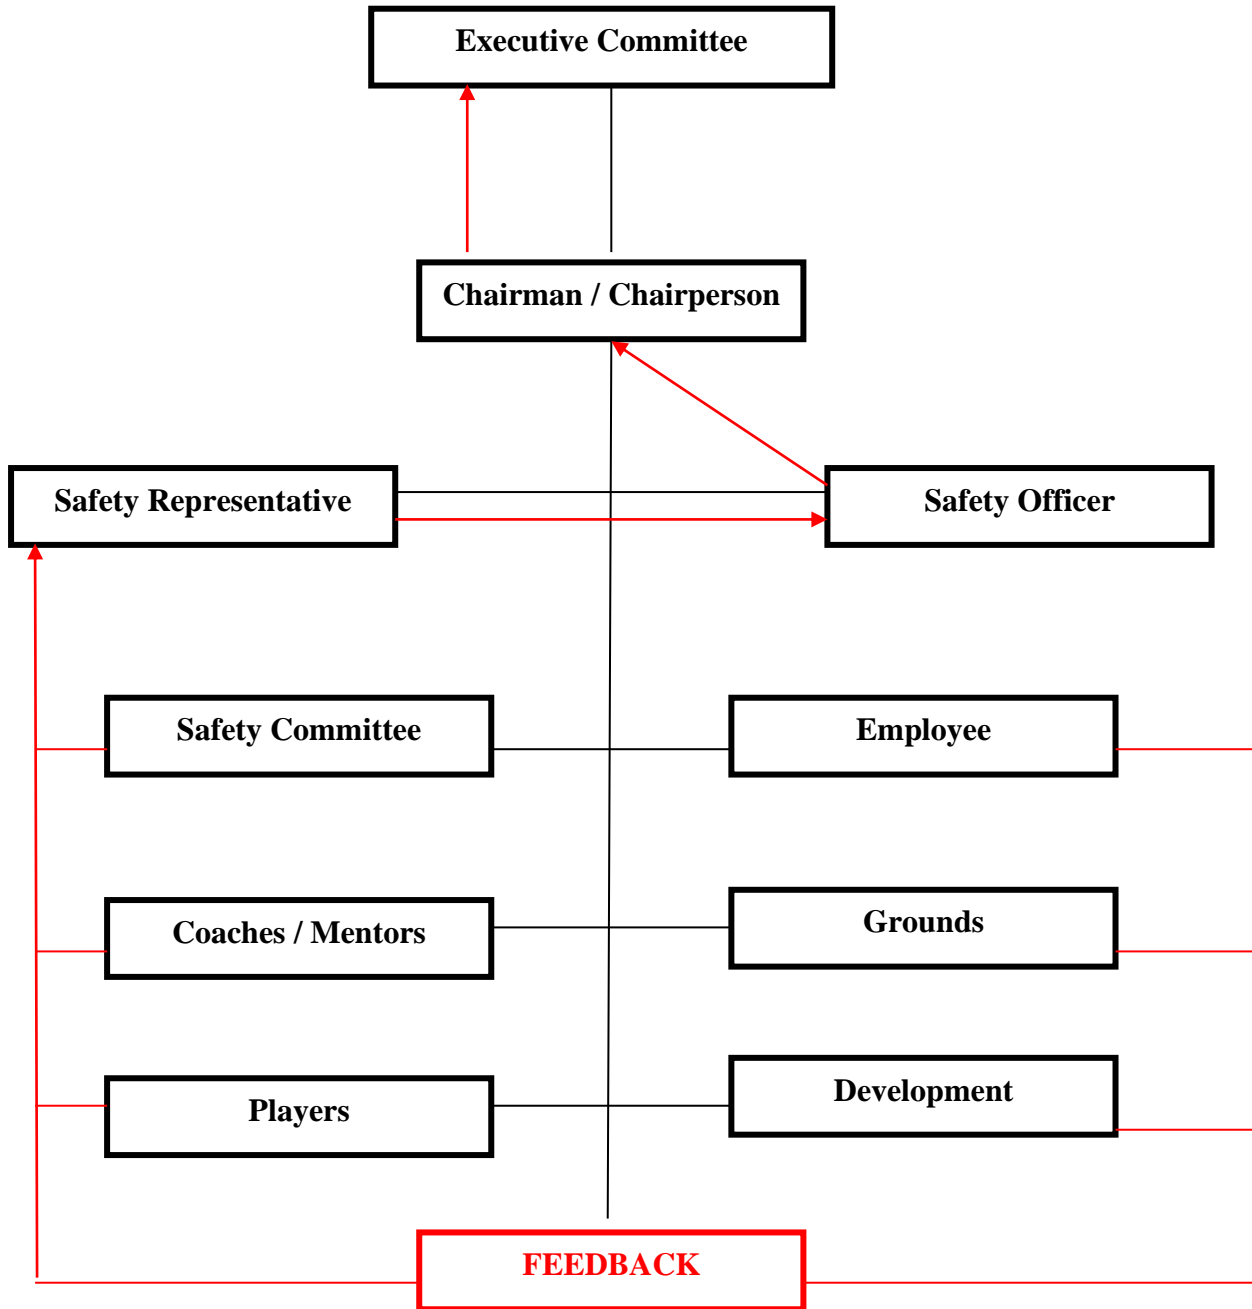 Executive Committee
Chairman / Chairperson
Safety Representative
Safety Officer
Safety Committee
Employee
Coaches / Mentors
Grounds
Players
Development
FEEDBACK